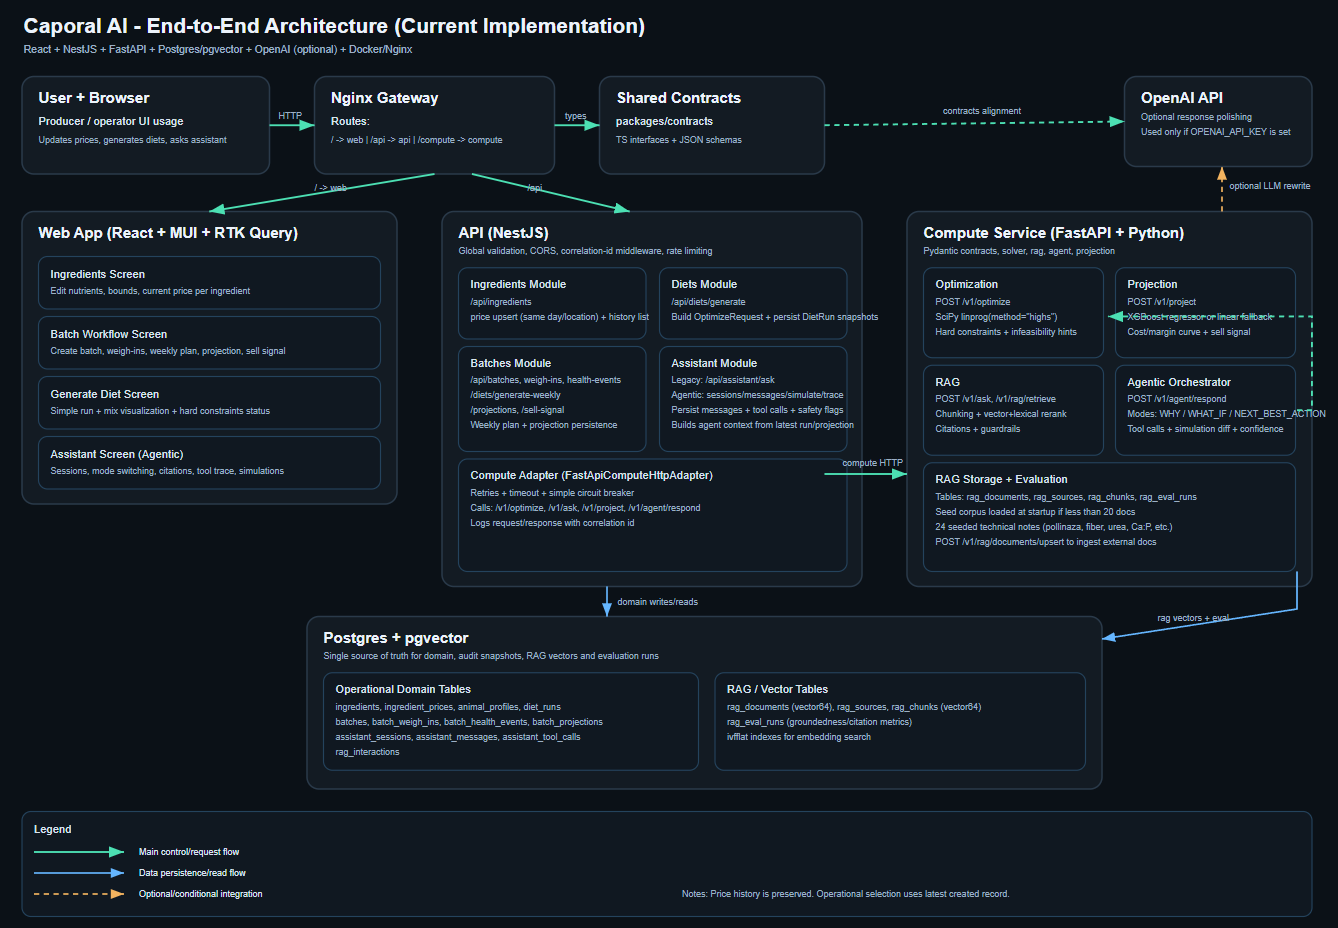 Caporal AI - End-to-End Architecture (Current Implementation)
React + NestJS + FastAPI + Postgres/pgvector + OpenAI (optional) + Docker/Nginx
User + Browser
Producer / operator UI usage
Updates prices, generates diets, asks assistant
HTTP
Nginx Gateway
Routes:
/ -> web | /api -> api | /compute -> compute
types
Shared Contracts
packages/contracts
TS interfaces + JSON schemas
contracts alignment
OpenAI API
Optional response polishing
Used only if OPENAI_API_KEY is set
/ -> web
/api
optional LLM rewrite
Web App (React + MUI + RTK Query)
Ingredients Screen
Edit nutrients, bounds, current price per ingredient
Batch Workflow Screen
Create batch, weigh-ins, weekly plan, projection, sell signal
Generate Diet Screen
Simple run + mix visualization + hard constraints status
Assistant Screen (Agentic)
Sessions, mode switching, citations, tool trace, simulations
API (NestJS)
Global validation, CORS, correlation-id middleware, rate limiting
Ingredients Module
/api/ingredients
price upsert (same day/location) + history list
Diets Module
/api/diets/generate
Build OptimizeRequest + persist DietRun snapshots
Batches Module
/api/batches, weigh-ins, health-events
/diets/generate-weekly
/projections, /sell-signal
Weekly plan + projection persistence
Assistant Module
Legacy: /api/assistant/ask
Agentic: sessions/messages/simulate/trace
Persist messages + tool calls + safety flags
Builds agent context from latest run/projection
Compute Adapter (FastApiComputeHttpAdapter)
Retries + timeout + simple circuit breaker
Calls: /v1/optimize, /v1/ask, /v1/project, /v1/agent/respond
Logs request/response with correlation id
compute HTTP
Compute Service (FastAPI + Python)
Pydantic contracts, solver, rag, agent, projection
Optimization
POST /v1/optimize
SciPy linprog(method="highs")
Hard constraints + infeasibility hints
Projection
POST /v1/project
XGBoost regressor or linear fallback
Cost/margin curve + sell signal
RAG
POST /v1/ask, /v1/rag/retrieve
Chunking + vector+lexical rerank
Citations + guardrails
Agentic Orchestrator
POST /v1/agent/respond
Modes: WHY / WHAT_IF / NEXT_BEST_ACTION
Tool calls + simulation diff + confidence
RAG Storage + Evaluation
Tables: rag_documents, rag_sources, rag_chunks, rag_eval_runs
Seed corpus loaded at startup if less than 20 docs
24 seeded technical notes (pollinaza, fiber, urea, Ca:P, etc.)
POST /v1/rag/documents/upsert to ingest external docs
domain writes/reads
rag vectors + eval
Postgres + pgvector
Single source of truth for domain, audit snapshots, RAG vectors and evaluation runs
Operational Domain Tables
ingredients, ingredient_prices, animal_profiles, diet_runs
batches, batch_weigh_ins, batch_health_events, batch_projections
assistant_sessions, assistant_messages, assistant_tool_calls
rag_interactions
RAG / Vector Tables
rag_documents (vector64), rag_sources, rag_chunks (vector64)
rag_eval_runs (groundedness/citation metrics)
ivfflat indexes for embedding search
Legend
Main control/request flow
Data persistence/read flow
Optional/conditional integration
Notes: Price history is preserved. Operational selection uses latest created record.